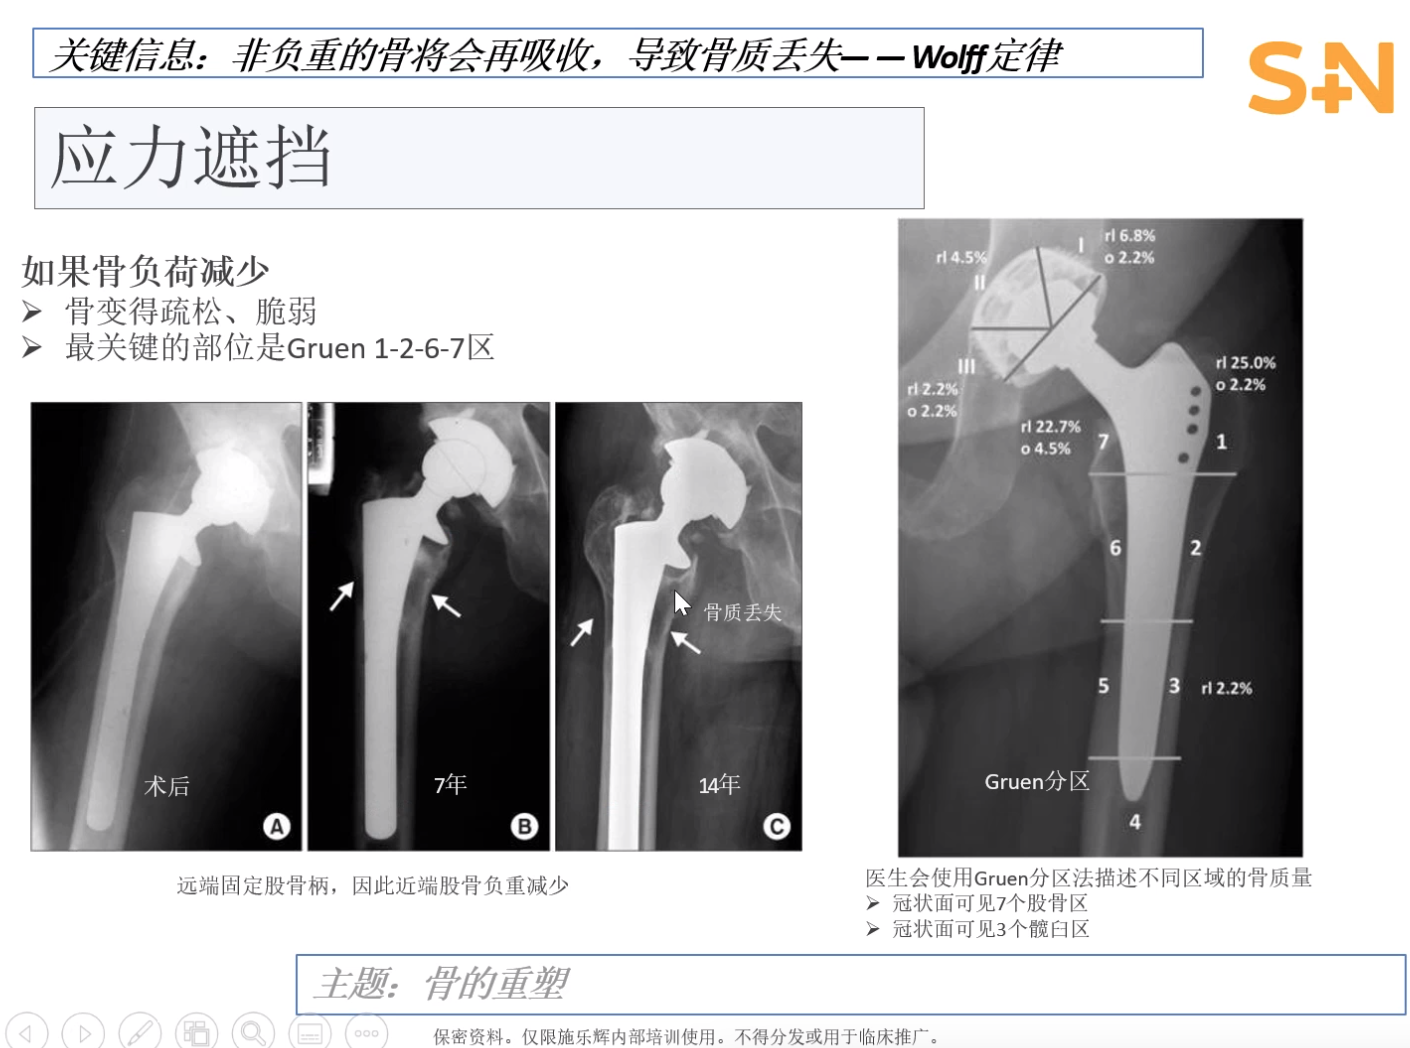 关键信息：非负重的骨将会再吸收，导致骨质丢失— — Wolff定律
S+N
应力遮挡
如果骨负荷减少
➢ 骨变得疏松、脆弱
➢ 最关键的部位是Gruen 1-2-6-7区
术后
A
7年
B
骨质丢失
14年
C
远端固定股骨柄，因此近端股骨负重减少
I
rl 6.8%
o 2.2%
rl 4.5%
II
III
rl 2.2%
o 2.2%
rl 25.0%
o 2.2%
rl 22.7%
o 4.5%
7
1
6
2
5
3
rl 2.2%
Gruen分区
4
医生会使用Gruen分区法描述不同区域的骨质量
➢ 冠状面可见7个股骨区
➢ 冠状面可见3个髋臼区
主题：骨的重塑
保密资料。仅限施乐辉内部培训使用。不得分发或用于临床推广。